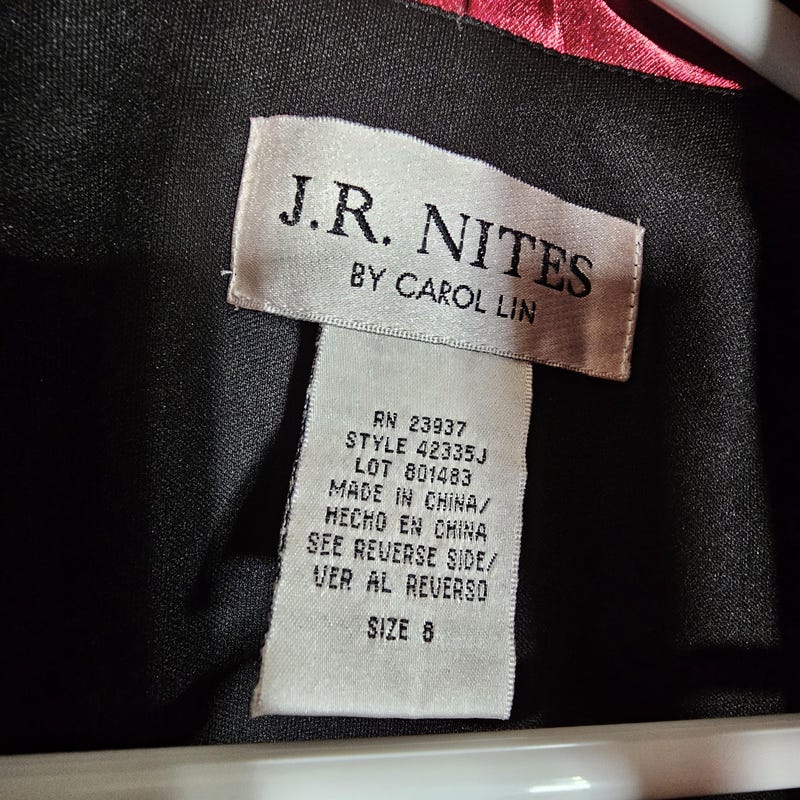 J.R. NITES
BY CAROL LIN
RN 23937
STYLE 42335J
LOT 801483
MADE IN CHINA/
HECHO EN CHINA
SEE REVERSE SIDE/
VER AL REVERSO
SIZE 8